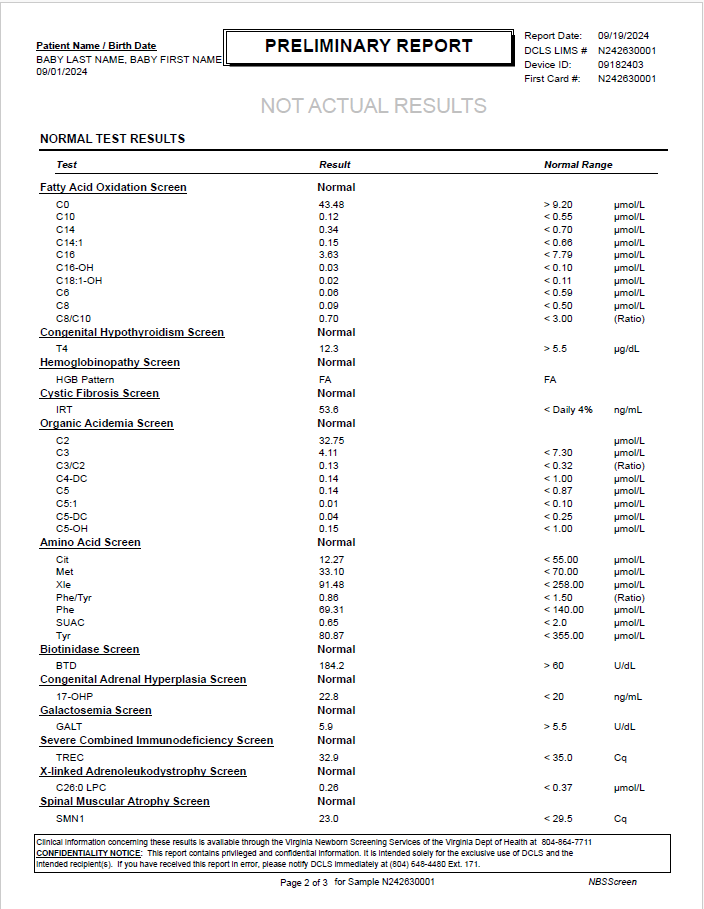 Patient Name / Birth Date
BABY LAST NAME, BABY FIRST NAME
09/01/2024
PRELIMINARY REPORT
Report Date: 09/19/2024
DCLS LIMS # N242630001
Device ID: 09182403
First Card #: N242630001
NOT ACTUAL RESULTS
NORMAL TEST RESULTS
Test Result Normal Range
Fatty Acid Oxidation Screen Normal
C0 43.48 > 9.20 µmol/L
C10 0.12 < 0.55 µmol/L
C14 0.34 < 0.70 µmol/L
C14:1 0.15 < 0.66 µmol/L
C16 3.63 < 7.79 µmol/L
C16-OH 0.03 < 0.10 µmol/L
C18:1-OH 0.02 < 0.11 µmol/L
C6 0.06 < 0.59 µmol/L
C8 0.09 < 0.50 µmol/L
C8/C10 0.70 < 3.00 (Ratio)
Congenital Hypothyroidism Screen Normal
T4 12.3 > 5.5 µg/dL
Hemoglobinopathy Screen Normal
HGB Pattern FA FA
Cystic Fibrosis Screen Normal
IRT 53.6 < Daily 4% ng/mL
Organic Acidemia Screen Normal
C2 32.75 µmol/L
C3 4.11 < 7.30 µmol/L
C3/C2 0.13 < 0.32 (Ratio)
C4-DC 0.14 < 1.00 µmol/L
C5 0.14 < 0.87 µmol/L
C5:1 0.01 < 0.10 µmol/L
C5-DC 0.04 < 0.25 µmol/L
C5-OH 0.15 < 1.00 µmol/L
Amino Acid Screen Normal
Cit 12.27 < 55.00 µmol/L
Met 33.10 < 70.00 µmol/L
Xle 91.48 < 258.00 µmol/L
Phe/Tyr 0.86 < 1.50 (Ratio)
Phe 69.31 < 140.00 µmol/L
SUAC 0.65 < 2.0 µmol/L
Tyr 80.87 < 355.00 µmol/L
Biotinidase Screen Normal
BTD 184.2 > 60 U/dL
Congenital Adrenal Hyperplasia Screen Normal
17-OHP 22.8 < 20 ng/mL
Galactosemia Screen Normal
GALT 5.9 > 5.5 U/dL
Severe Combined Immunodeficiency Screen Normal
TREC 32.9 < 35.0 Cq
X-linked Adrenoleukodystrophy Screen Normal
C26:0 LPC 0.26 < 0.37 µmol/L
Spinal Muscular Atrophy Screen Normal
SMN1 23.0 < 29.5 Cq
Clinical information concerning these results is available through the Virginia Newborn Screening Services of the Virginia Dept of Health at 804-864-7711
CONFIDENTIALITY NOTICE: This report contains privileged and confidential information. It is intended solely for the exclusive use of DCLS and the
intended recipient(s). If you have received this report in error, please notify DCLS immediately at (804) 648-4480 Ext. 171.
Page 2 of 3 for Sample N242630001 NBSScreen